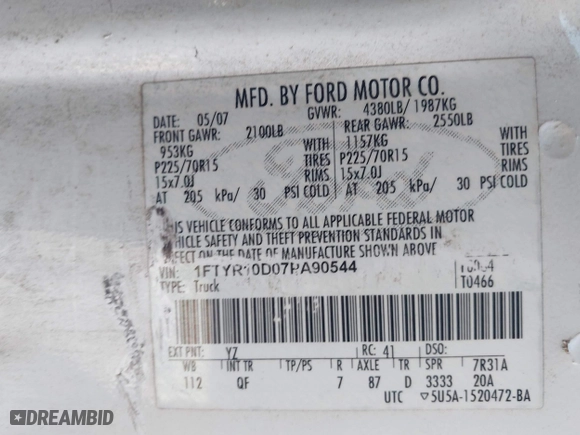 MFD. BY FORD MOTOR CO.
DATE: 05/07 GVWR: 4380LB/ 1987KG
FRONT GAWR: 2100LB REAR GAWR: 2550LB
953KG WITH 1157KG WITH
P225/70R15 TIRES P225/70R15 TIRES
15x7.0J RIMS 15x7.0J RIMS
AT 205 kPa/ 30 PSI COLD AT 205 kPa/ 30 PSI COLD
THIS VEHICLE CONFORMS TO ALL APPLICABLE FEDERAL MOTOR
VEHICLE SAFETY AND THEFT PREVENTION STANDARDS IN
EFFECT ON THE DATE OF MANUFACTURE SHOWN ABOVE
VIN: 1FTYR10D07PA90544
TYPE: Truck T0466
EXT PNT: YZ RC: 41 DSO:
WB INT TR TP/PS R AXLE TR SPR 7R31A
112 QF 7 87 D 3333 20A
UTC ▽5U5A-1520472-BA
DREAMBID
Ford